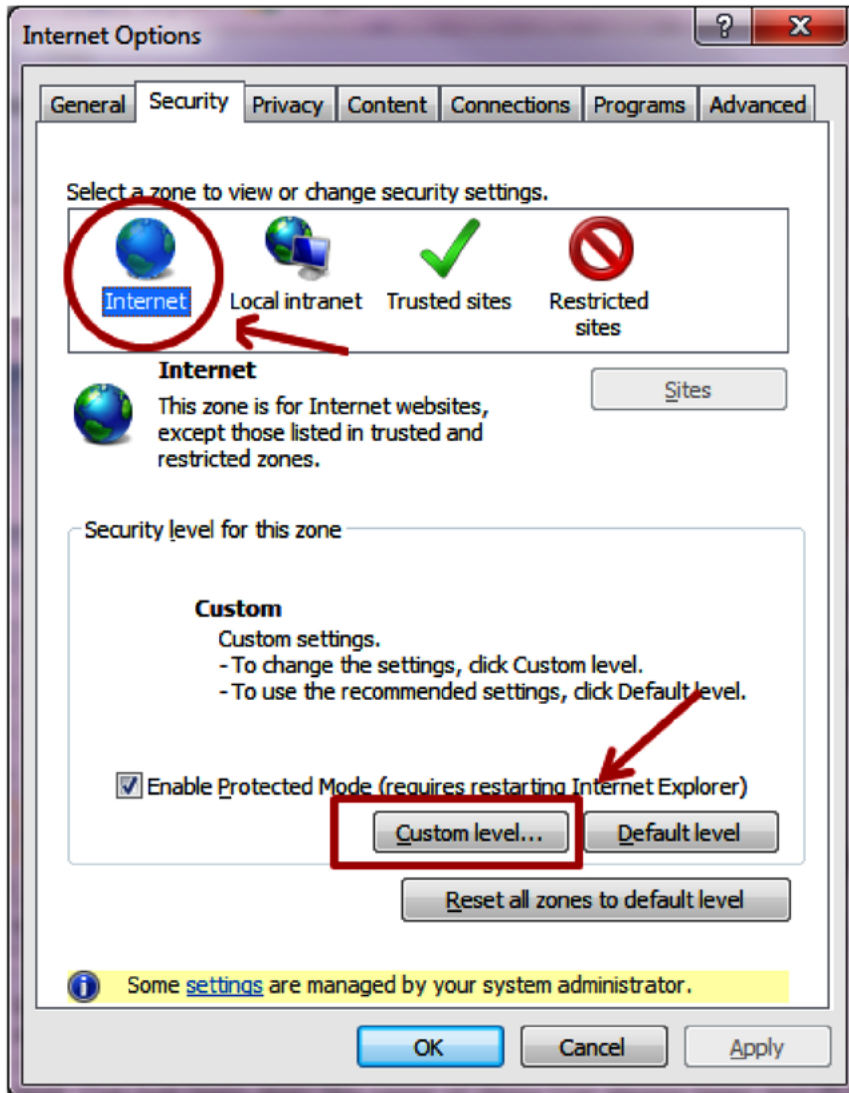 Internet Options
General Security Privacy Content Connections Programs Advanced
Select a zone to view or change security settings.
Internet Local intranet Trusted sites Restricted
sites
Internet
Sites
This zone is for Internet websites,
except those listed in trusted and
restricted zones.
Security level for this zone
Custom
Custom settings.
- To change the settings, click Custom level.
- To use the recommended settings, click Default level.
Enable Protected Mode (requires restarting Internet Explorer)
Custom level... Default level
Reset all zones to default level
Some settings are managed by your system administrator.
OK Cancel Apply